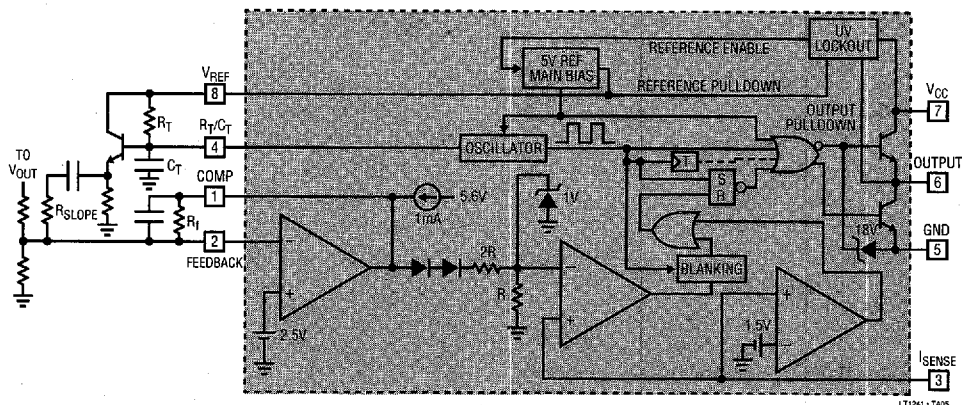 UV
LOCKOUT
REFERENCE ENABLE
5V REF
MAIN BIAS
REFERENCE PULLDOWN
VREF
8
VCC
7
RT
RT/CT
4
OUTPUT
PULLDOWN
OSCILLATOR
CT
TO
VOUT
COMP
1
5.6V
1mA
1V
T
S
R
OUTPUT
6
RSLOPE
Rf
2
FEEDBACK
GND
5
18V
2R
R
BLANKING
−
+
2.5V
−
+
+
−
1.5V
ISENSE
3
LT1241 • TA05